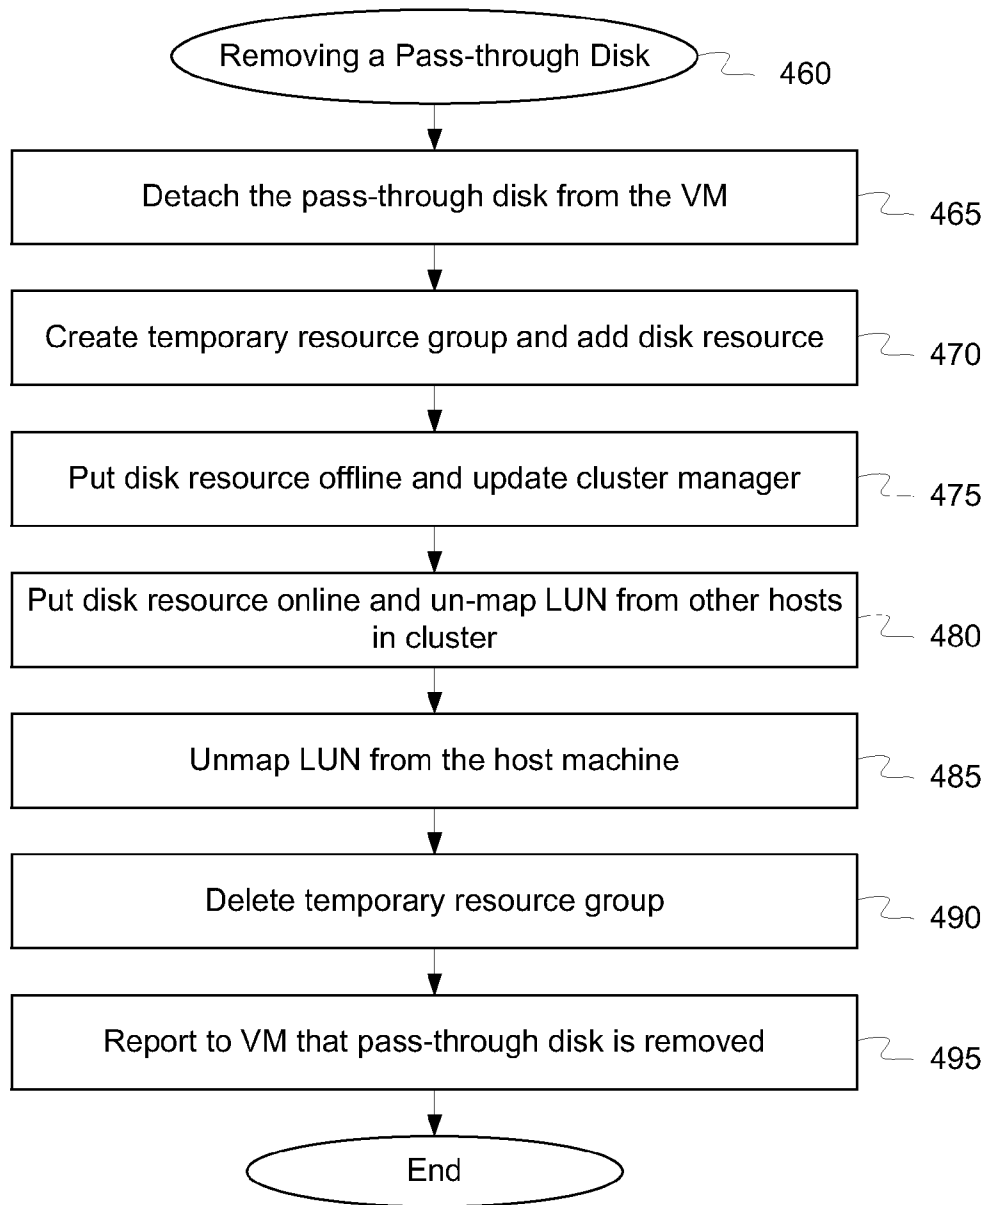 Removing a Pass-through Disk
460
Detach the pass-through disk from the VM
465
Create temporary resource group and add disk resource
470
Put disk resource offline and update cluster manager
475
Put disk resource online and un-map LUN from other hosts
in cluster
480
Unmap LUN from the host machine
485
Delete temporary resource group
490
Report to VM that pass-through disk is removed
495
End